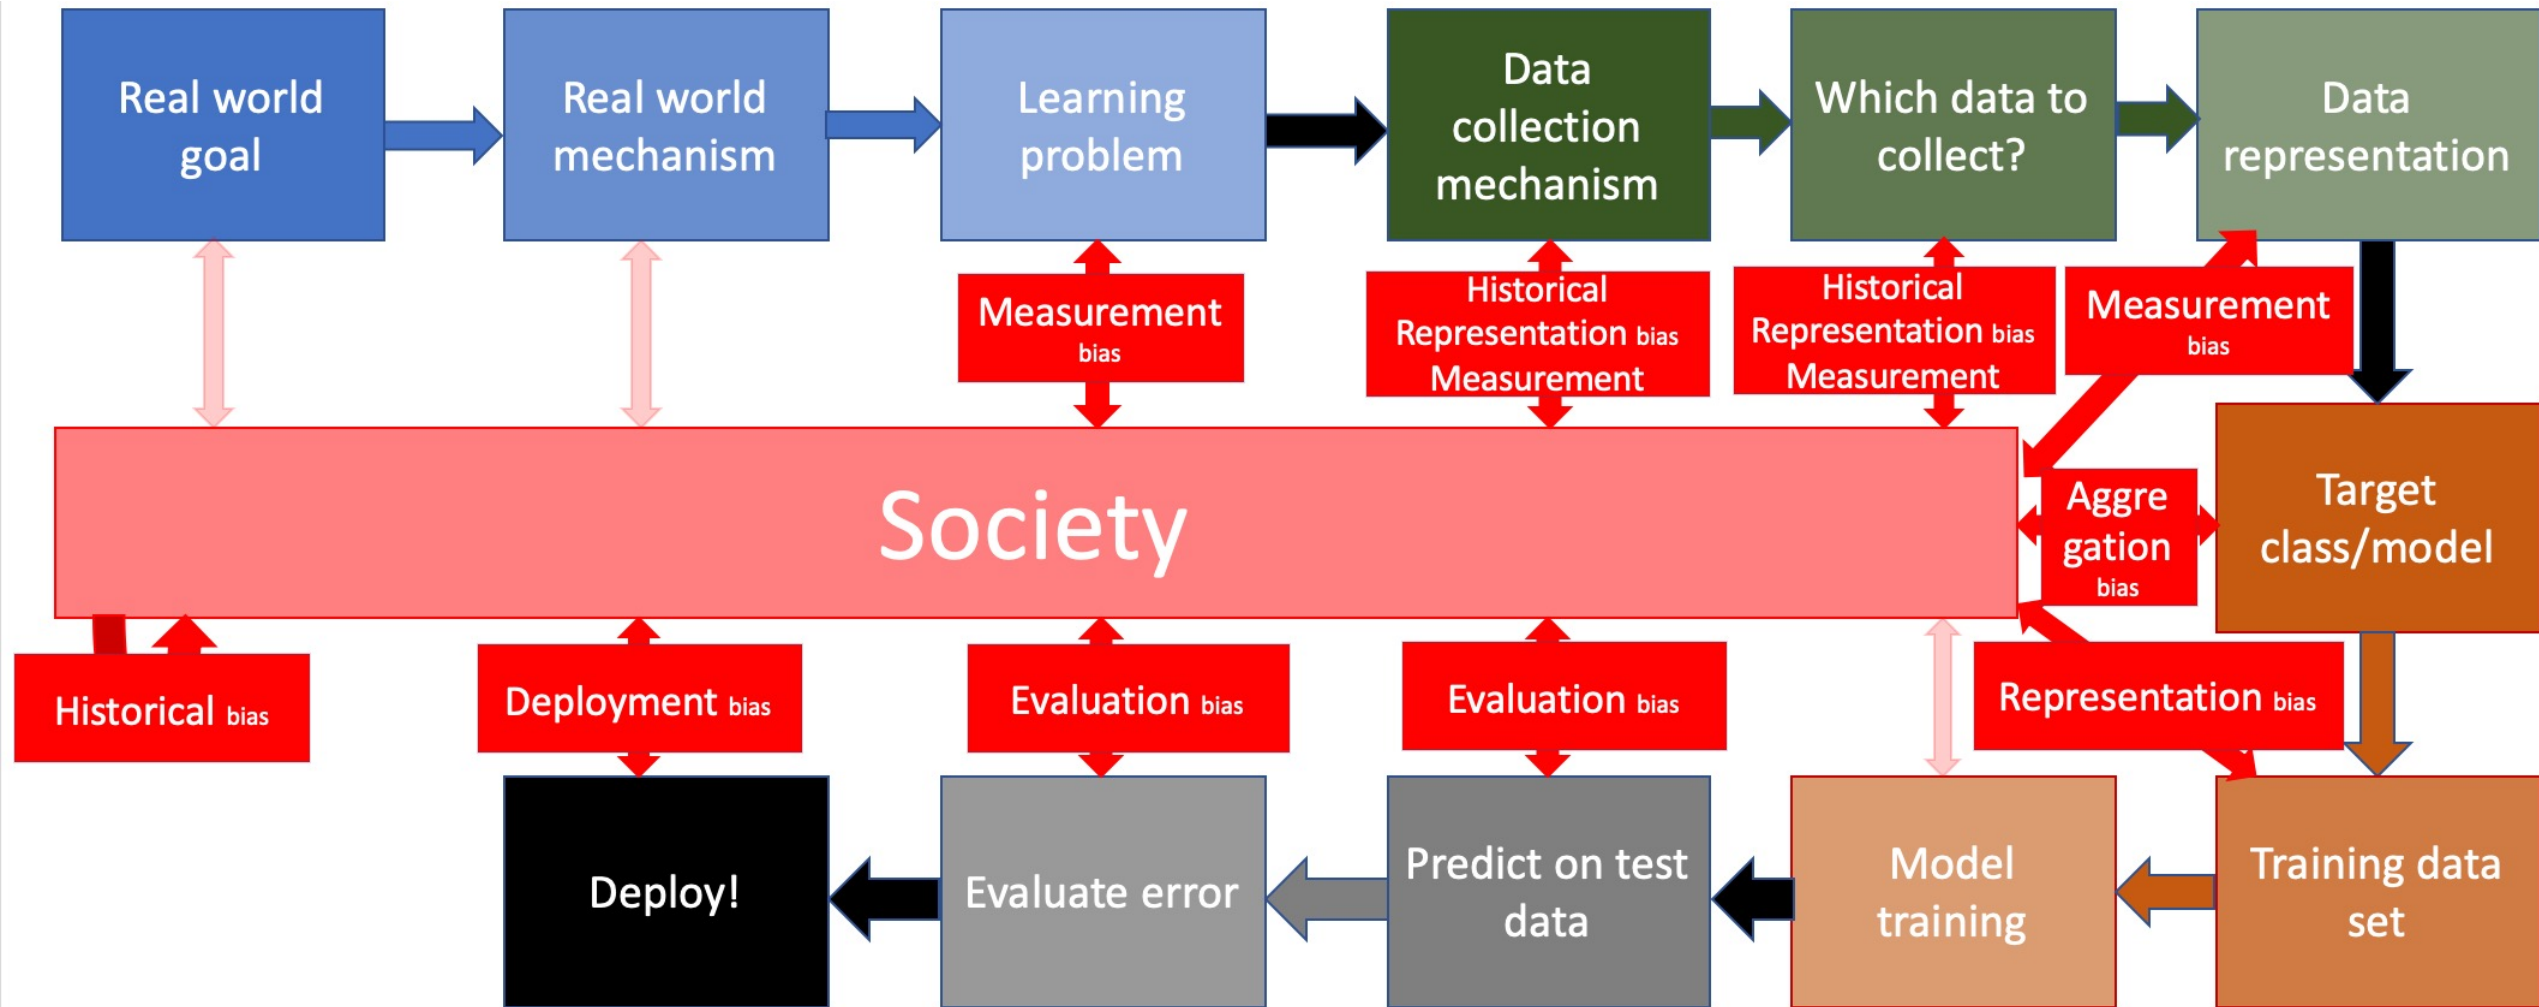 Real world
goal
Real world
mechanism
Learning
problem
Data
collection
mechanism
Which data to
collect?
Data
representation
Measurement
bias
Historical
Representation bias
Measurement
Historical
Representation bias
Measurement
Measurement
bias
Society
Aggre
gation
bias
Target
class/model
Historical bias
Deployment bias
Evaluation bias
Evaluation bias
Representation bias
Deploy!
Evaluate error
Predict on test
data
Model
training
Training data
set